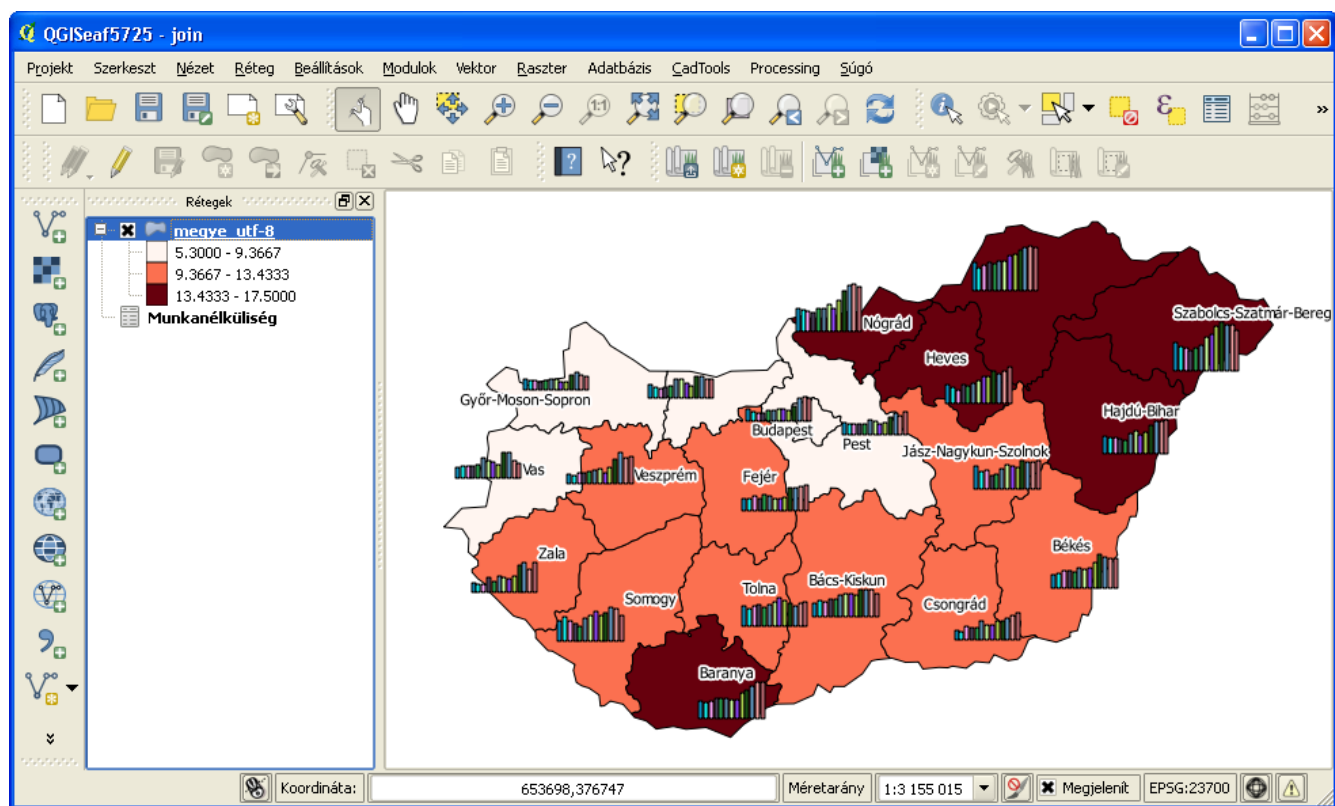 QGISeaf5725 - join
Projekt Szerkeszt Nézet Réteg Beállítások Modulok Vektor Raszter Adatbázis CadTools Processing Súgó
1:1
»
?
?
Rétegek
megye_utf-8
5.3000 - 9.3667
9.3667 - 13.4333
13.4333 - 17.5000
Munkanélküliség
Szabolcs-Szatmár-Bereg
Nógrád
Heves
Győr-Moson-Sopron
Hajdú-Bihar
Budapest
Pest
Jász-Nagykun-Szolnok
Vas
Veszprém
Fejér
Zala
Békés
Bács-Kiskun
Tolna
Somogy
Csongrád
Baranya
Koordináta: 653698,376747 Méretarány 1:3 155 015 Megjelenít EPSG:23700